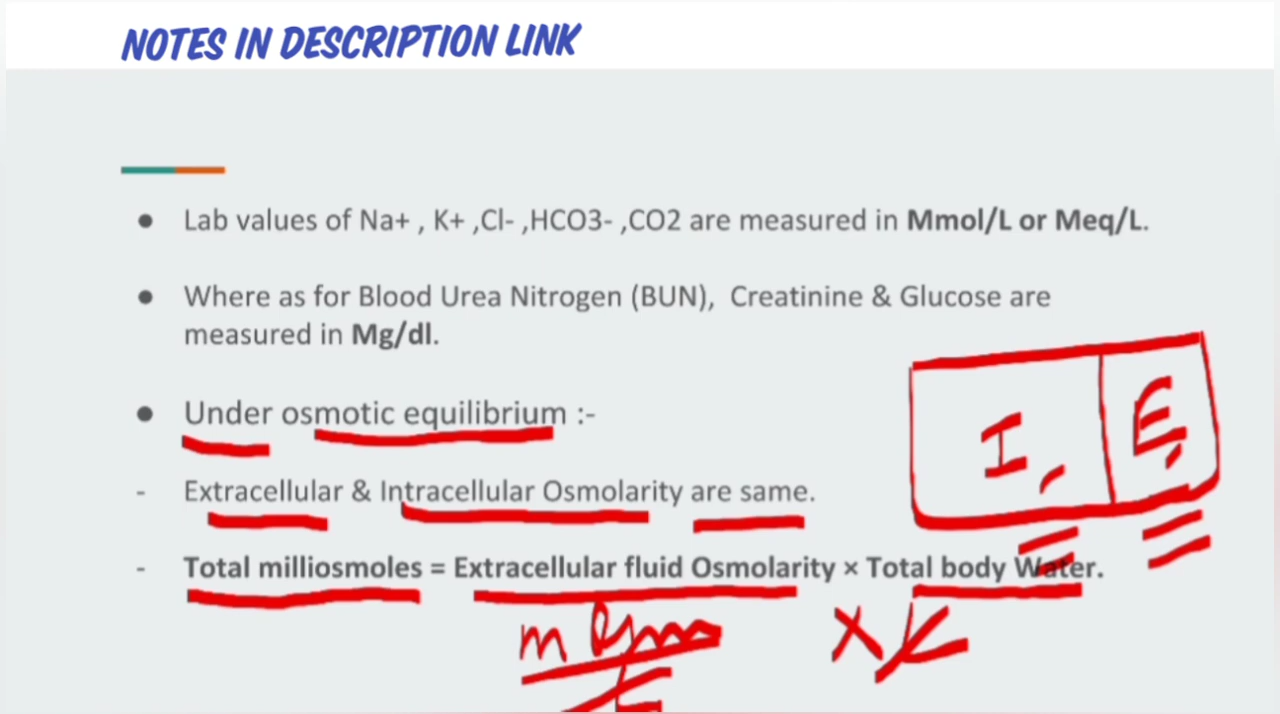 NOTES IN DESCRIPTION LINK
● Lab values of Na+ , K+ ,Cl- ,HCO3- ,CO2 are measured in Mmol/L or Meq/L.
● Where as for Blood Urea Nitrogen (BUN), Creatinine & Glucose are
measured in Mg/dl.
● Under osmotic equilibrium :-
- Extracellular & Intracellular Osmolarity are same.
I E
- Total milliosmoles = Extracellular fluid Osmolarity × Total body Water.
m × L
L